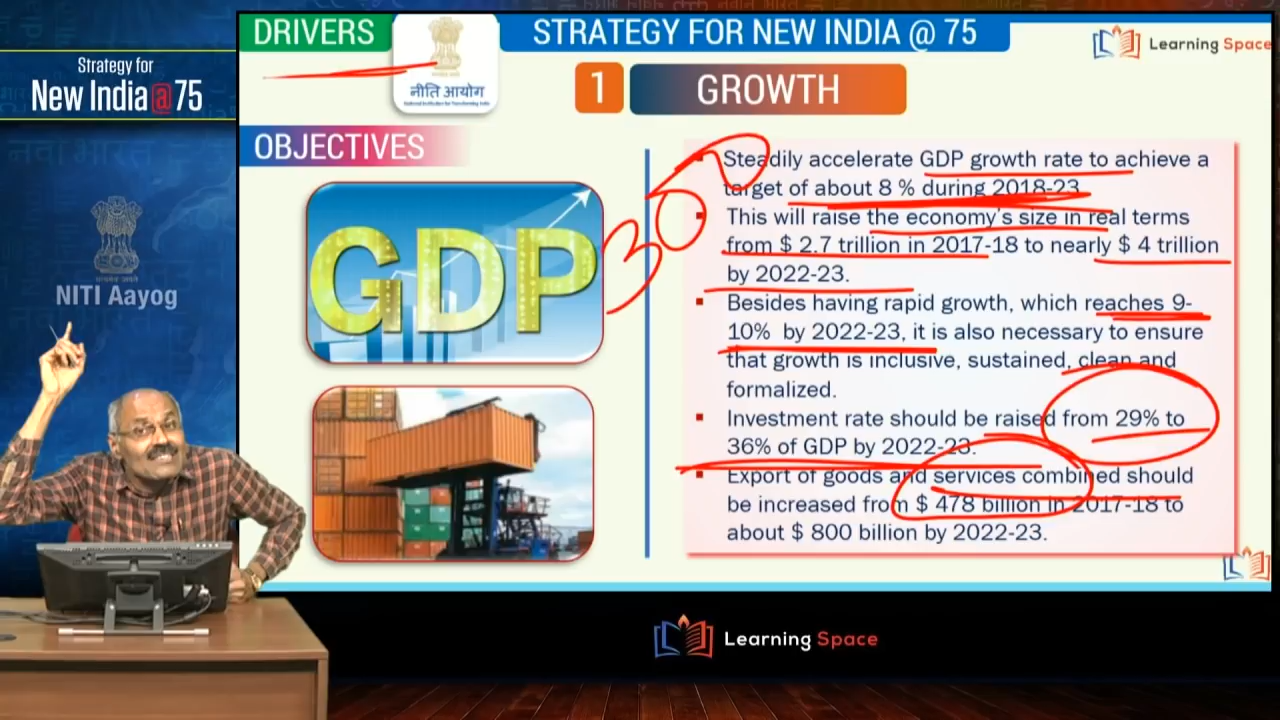 Strategy for
New India@75
NITI Aayog
DRIVERS
नीति आयोग
National Institution for Transforming India
STRATEGY FOR NEW INDIA @ 75
Learning Space
1
GROWTH
OBJECTIVES
GDP
300
▪ Steadily accelerate GDP growth rate to achieve a
target of about 8 % during 2018-23
▪ This will raise the economy's size in real terms
from $ 2.7 trillion in 2017-18 to nearly $ 4 trillion
by 2022-23.
▪ Besides having rapid growth, which reaches 9-
10% by 2022-23, it is also necessary to ensure
that growth is inclusive, sustained, clean and
formalized.
▪ Investment rate should be raised from 29% to
36% of GDP by 2022-23.
▪ Export of goods and services combined should
be increased from $ 478 billion in 2017-18 to
about $ 800 billion by 2022-23.
Learning Space